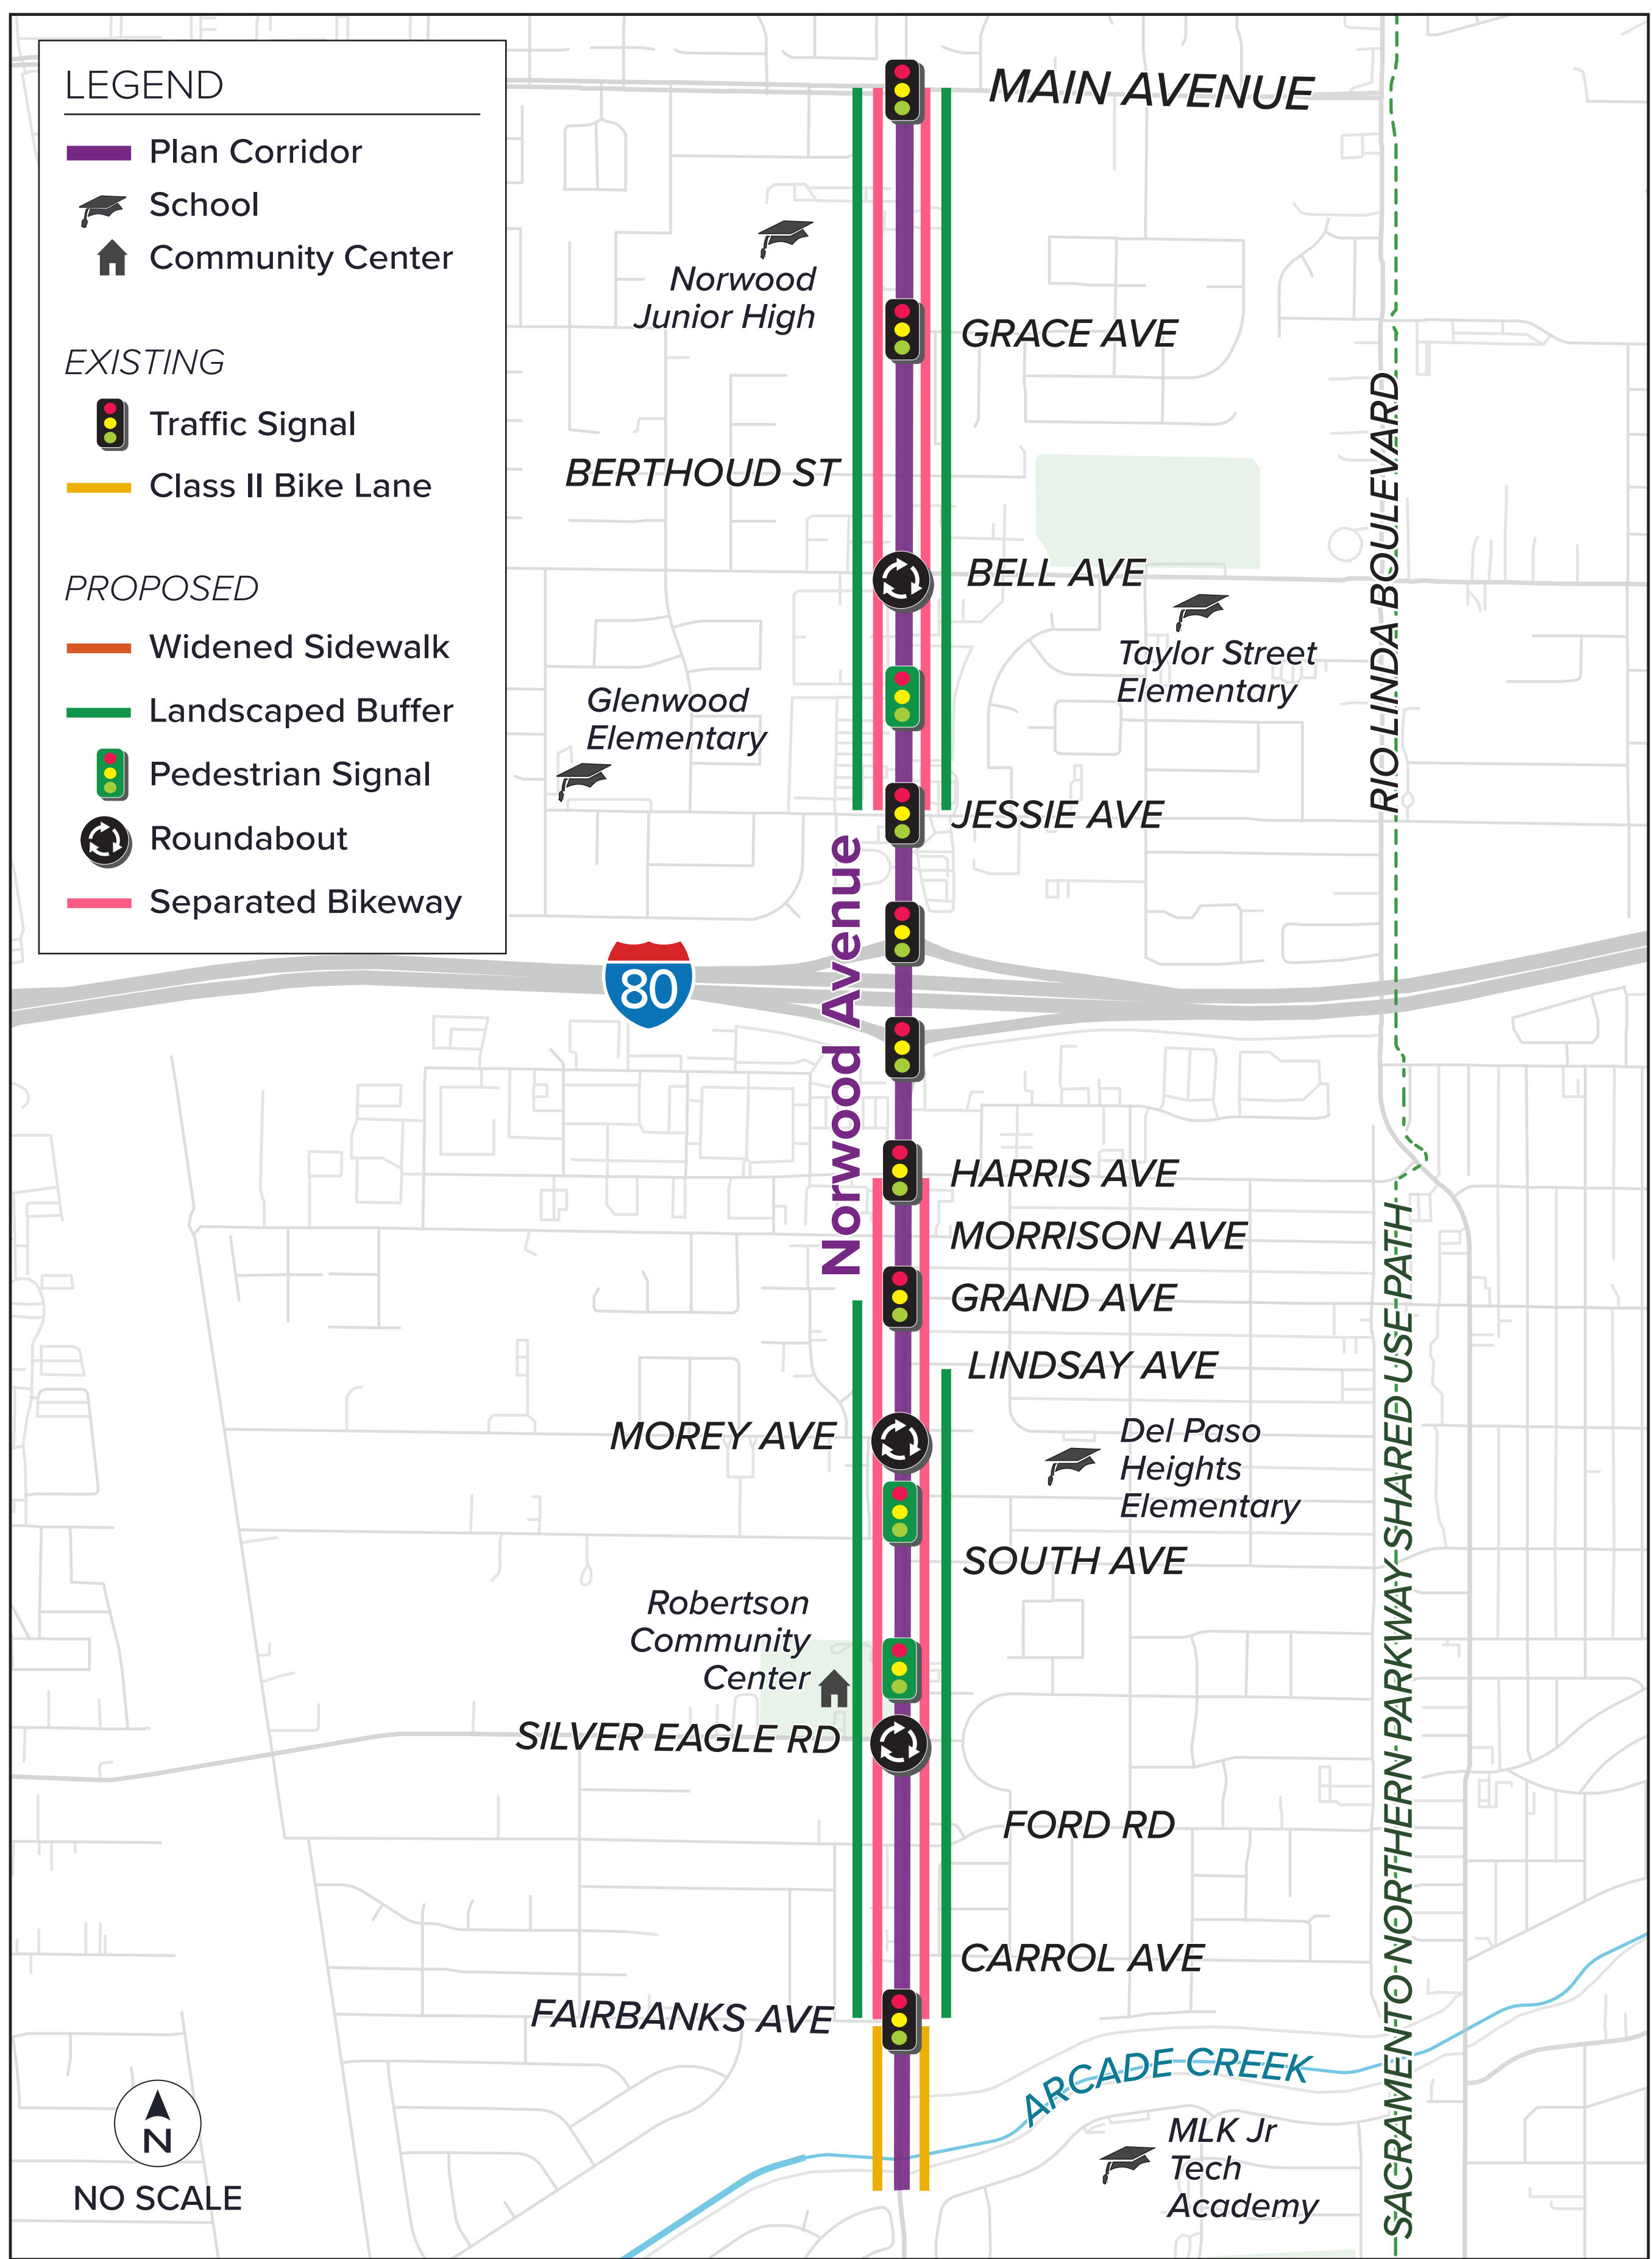 LEGEND
Plan Corridor
School
Community Center
EXISTING
Traffic Signal
Class II Bike Lane
PROPOSED
Widened Sidewalk
Landscaped Buffer
Pedestrian Signal
Roundabout
Separated Bikeway
MAIN AVENUE
Norwood
Junior High
GRACE AVE
BERTHOUD ST
BELL AVE
Taylor Street
Elementary
Glenwood
Elementary
JESSIE AVE
RIO LINDA BOULEVARD
Norwood Avenue
80
HARRIS AVE
MORRISON AVE
GRAND AVE
LINDSAY AVE
MOREY AVE
Del Paso
Heights
Elementary
SOUTH AVE
Robertson
Community
Center
SILVER EAGLE RD
FORD RD
CARROL AVE
FAIRBANKS AVE
ARCADE CREEK
SACRAMENTO NORTHERN PARKWAY SHARED USE PATH
MLK Jr
Tech
Academy
N
NO SCALE